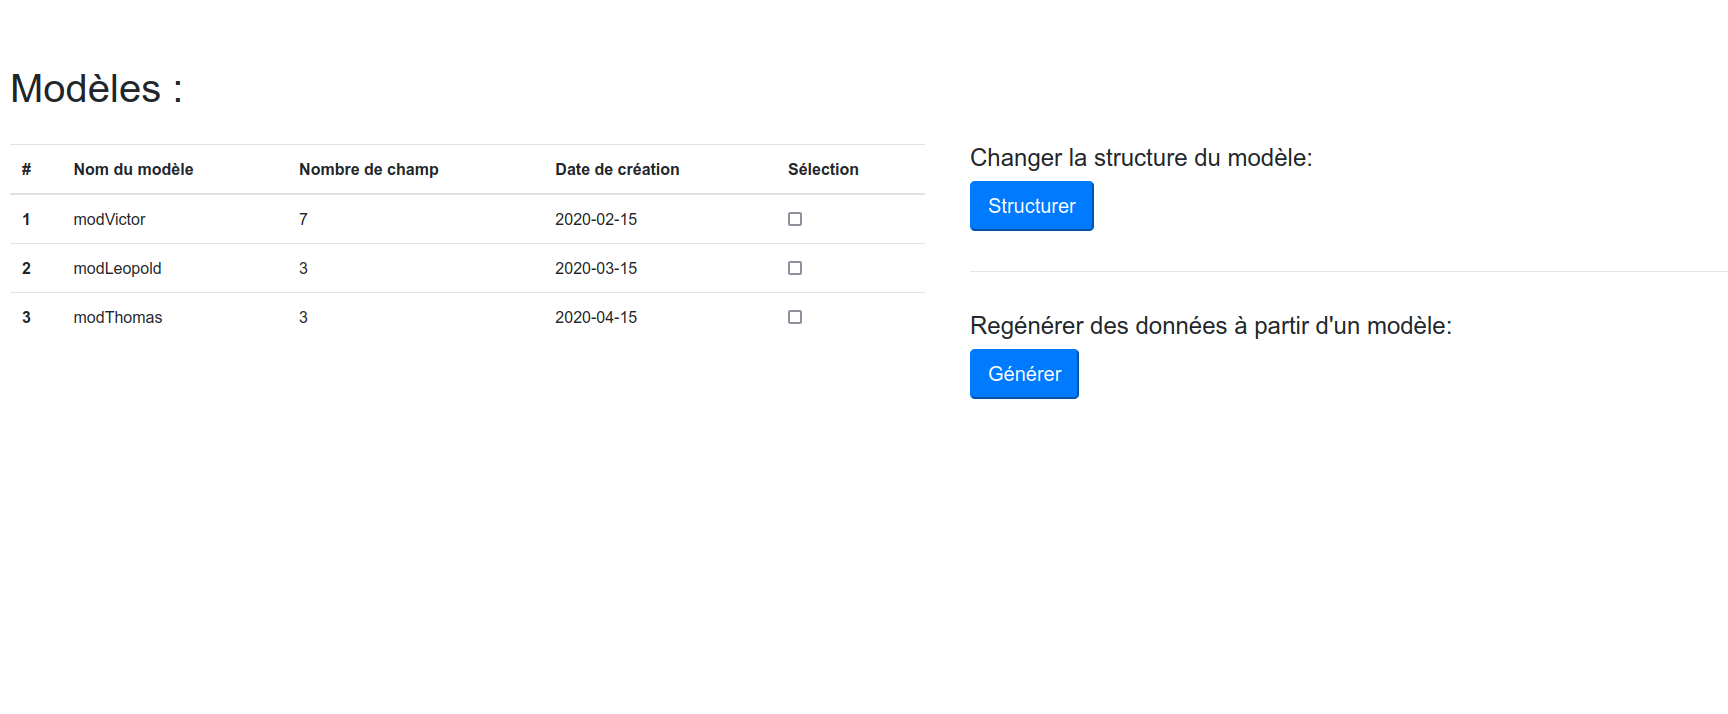 Modèles :
# Nom du modèle Nombre de champ Date de création Sélection
1 modVictor 7 2020-02-15
2 modLeopold 3 2020-03-15
3 modThomas 3 2020-04-15
Changer la structure du modèle:
Structurer
Regénérer des données à partir d'un modèle:
Générer